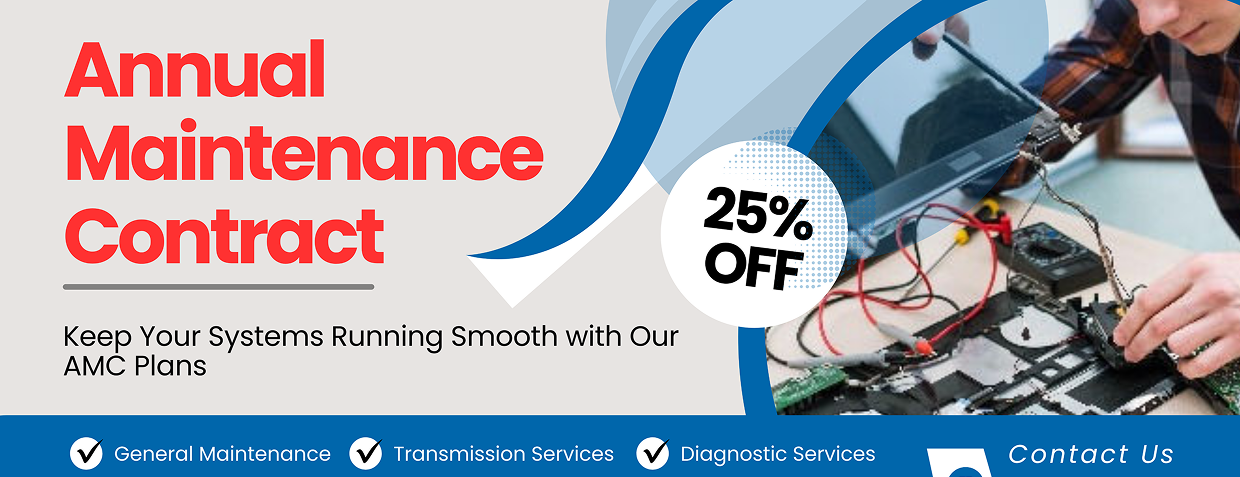 Annual
Maintenance
Contract
25%
OFF
Keep Your Systems Running Smooth with Our
AMC Plans
General Maintenance
Transmission Services
Diagnostic Services
Contact Us